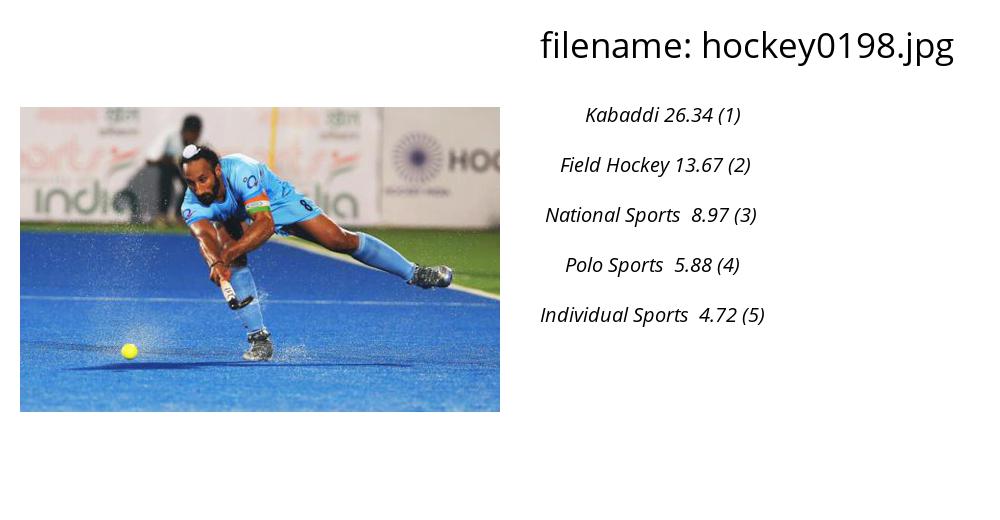 filename: hockey0198.jpg
Kabaddi 26.34 (1)
Field Hockey 13.67 (2)
National Sports 8.97 (3)
Polo Sports 5.88 (4)
Individual Sports 4.72 (5)
india
HOC
8